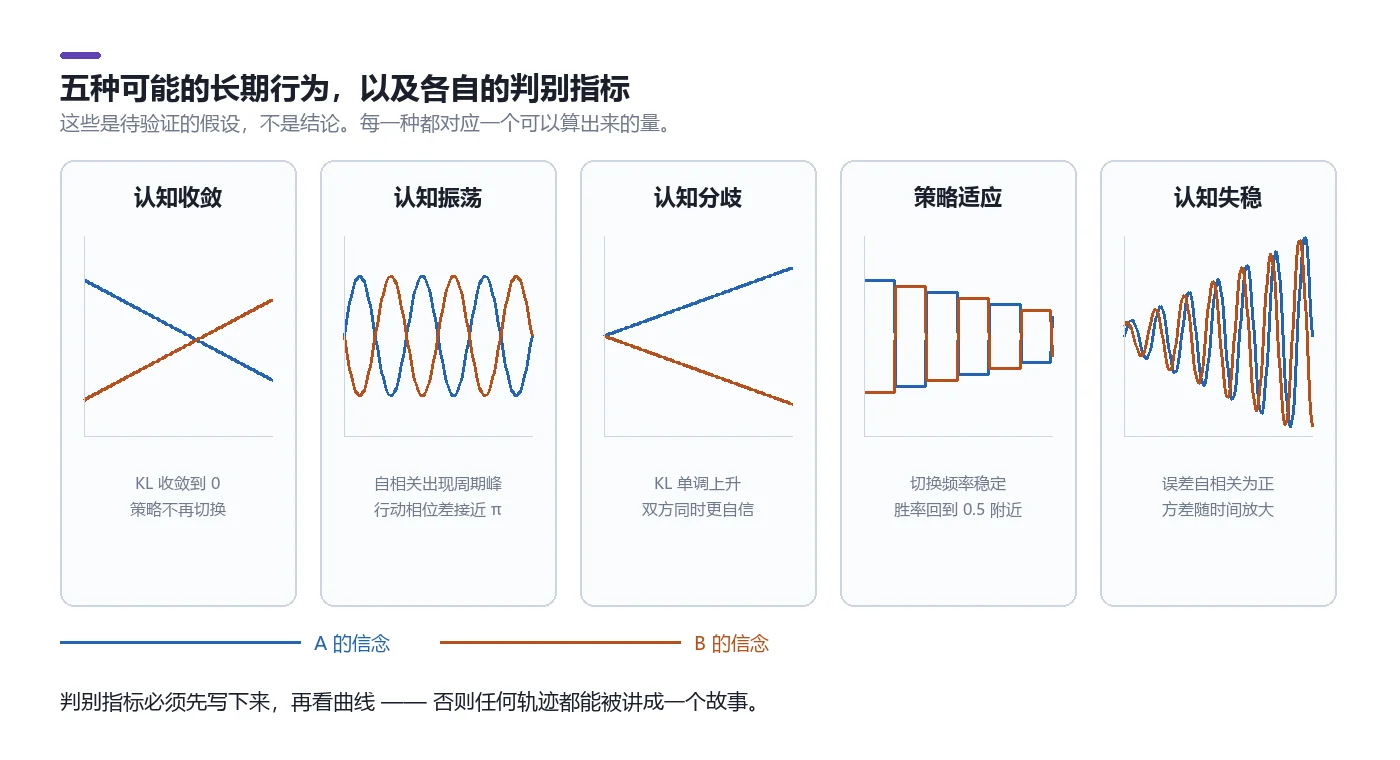 五种可能的长期行为，以及各自的判别指标
这些是待验证的假设，不是结论。每一种都对应一个可以算出来的量。
认知收敛
KL 收敛到 0
策略不再切换
认知振荡
自相关出现周期峰
行动相位差接近 π
认知分歧
KL 单调上升
双方同时更自信
策略适应
切换频率稳定
胜率回到 0.5 附近
认知失稳
误差自相关为正
方差随时间放大
A 的信念
B 的信念
判别指标必须先写下来，再看曲线 —— 否则任何轨迹都能被讲成一个故事。